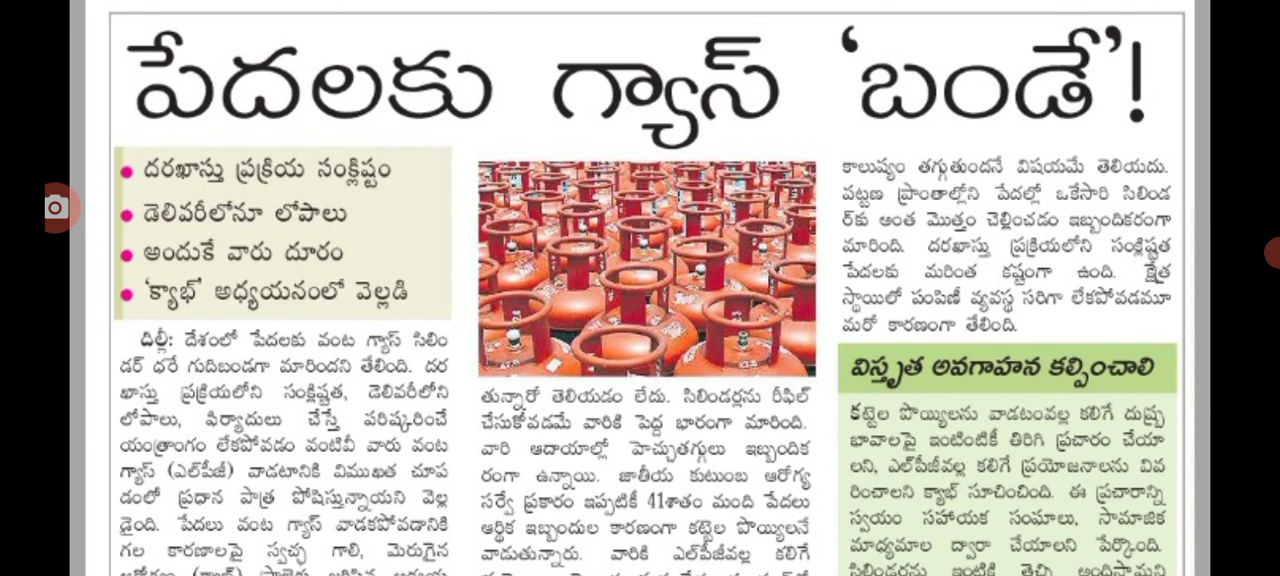 పేదలకు గ్యాస్ ‘బండే’!
దరఖాస్తు ప్రక్రియ సంక్లిష్టం
డెలివరీలోనూ లోపాలు
అందుకే వారు దూరం
‘క్యాభ్’ అధ్యయనంలో వెల్లడి
దిల్లీ: దేశంలో పేదలకు వంట గ్యాస్ సిలిం
డర్ ధరే గుదిబండగా మారిందని తేలింది. దర
ఖాస్తు ప్రక్రియలోని సంక్లిష్టత, డెలివరీలోని
లోపాలు, ఫిర్యాదులు చేస్తే పరిష్కరించే
యంత్రాంగం లేకపోవడం వంటివీ వారు వంట
గ్యాస్ (ఎల్‌పీజీ) వాడటానికి విముఖత చూప
డంలో ప్రధాన పాత్ర పోషిస్తున్నాయని వెల్ల
డైంది. పేదలు వంట గ్యాస్ వాడకపోవడానికి
గల కారణాలపై స్వచ్ఛ గాలి, మెరుగైన
తున్నారో తెలియడం లేదు. సిలిండర్లను రీఫిల్
చేసుకోవడమే వారికి పెద్ద భారంగా మారింది.
వారి ఆదాయాల్లో హెచ్చుతగ్గులు ఇబ్బందిక
రంగా ఉన్నాయి. జాతీయ కుటుంబ ఆరోగ్య
సర్వే ప్రకారం ఇప్పటికీ 41శాతం మంది పేదలు
ఆర్థిక ఇబ్బందుల కారణంగా కట్టెల పొయ్యిలనే
వాడుతున్నారు. వారికి ఎల్‌పీజీవల్ల కలిగే
కాలుష్యం తగ్గుతుందనే విషయమే తెలియదు.
పట్టణ ప్రాంతాల్లోని పేదల్లో ఒకేసారి సిలిండ
ర్‌కు అంత మొత్తం చెల్లించడం ఇబ్బందికరంగా
మారింది. దరఖాస్తు ప్రక్రియలోని సంక్లిష్టత
పేదలకు మరింత కష్టంగా ఉంది. క్షేత్ర
స్థాయిలో పంపిణీ వ్యవస్థ సరిగా లేకపోవడమూ
మరో కారణంగా తేలింది.
విస్తృత అవగాహన కల్పించాలి
కట్టెల పొయ్యిలను వాడటంవల్ల కలిగే దుష్ప్ర
భావాలపై ఇంటింటికీ తిరిగి ప్రచారం చేయా
లని, ఎల్‌పీజీవల్ల కలిగే ప్రయోజనాలను వివ
రించాలని క్యాభ్ సూచించింది. ఈ ప్రచారాన్ని
స్వయం సహాయక సంఘాలు, సామాజిక
మాధ్యమాల ద్వారా చేయాలని పేర్కొంది.
సిలిండర్లను ఇంటికి తెచ్చి అందిస్తామని